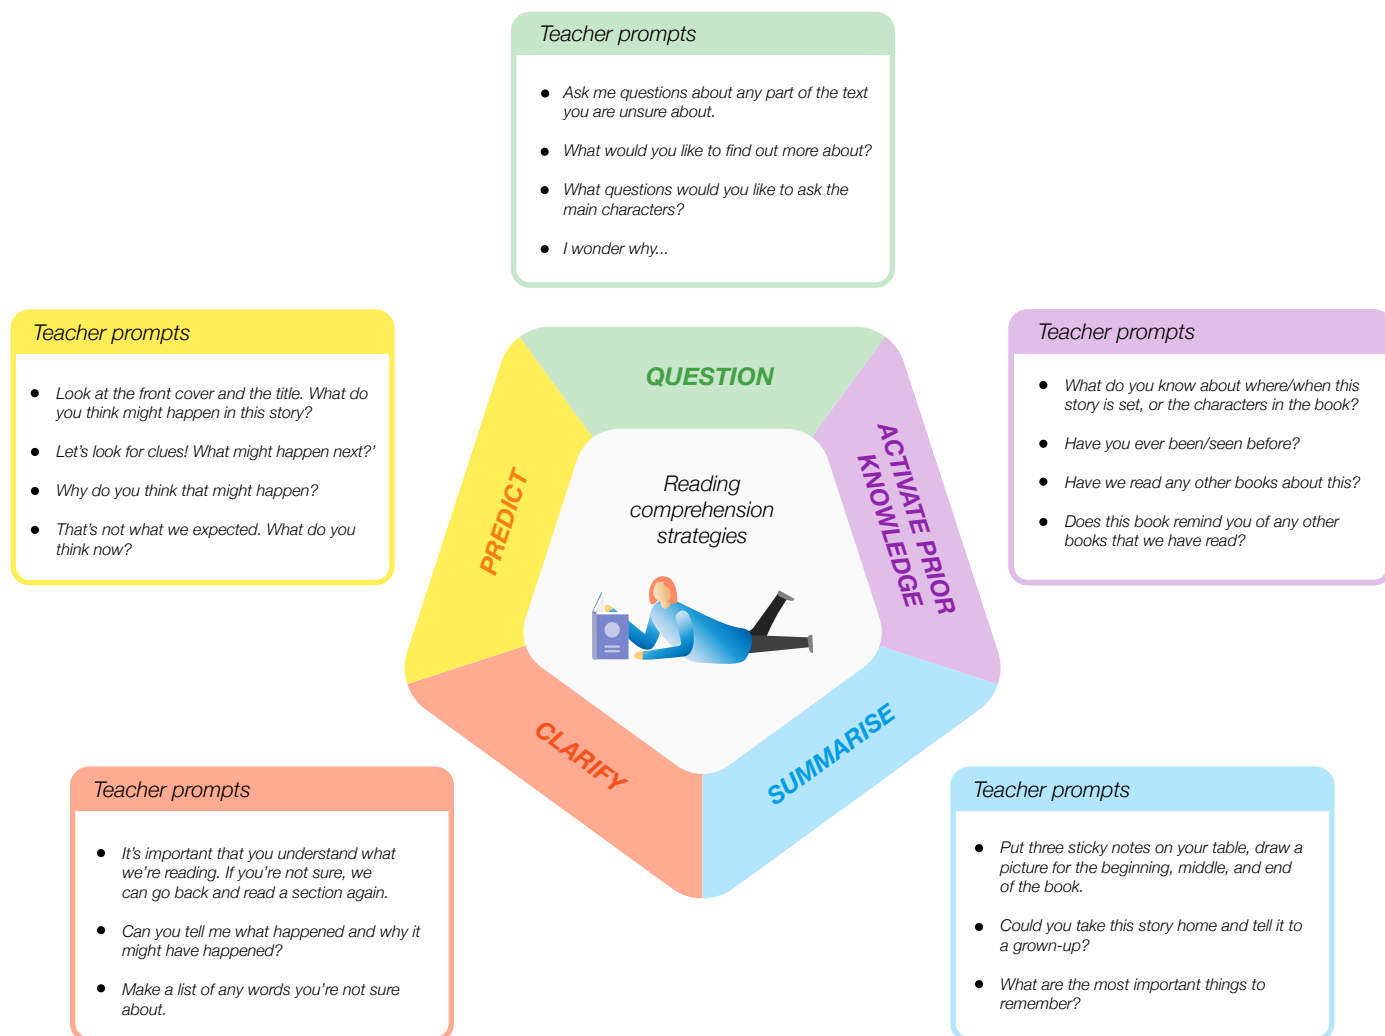 Teacher prompts
● Ask me questions about any part of the text
you are unsure about.
● What would you like to find out more about?
● What questions would you like to ask the
main characters?
● I wonder why...
Teacher prompts
● Look at the front cover and the title. What do
you think might happen in this story?
● Let’s look for clues! What might happen next?’
● Why do you think that might happen?
● That’s not what we expected. What do you
think now?
QUESTION
PREDICT
Reading
comprehension
strategies
ACTIVATE PRIOR
KNOWLEDGE
CLARIFY
SUMMARISE
Teacher prompts
● What do you know about where/when this
story is set, or the characters in the book?
● Have you ever been/seen before?
● Have we read any other books about this?
● Does this book remind you of any other
books that we have read?
Teacher prompts
● It’s important that you understand what
we’re reading. If you’re not sure, we
can go back and read a section again.
● Can you tell me what happened and why it
might have happened?
● Make a list of any words you’re not sure
about.
Teacher prompts
● Put three sticky notes on your table, draw a
picture for the beginning, middle, and end
of the book.
● Could you take this story home and tell it to
a grown-up?
● What are the most important things to
remember?